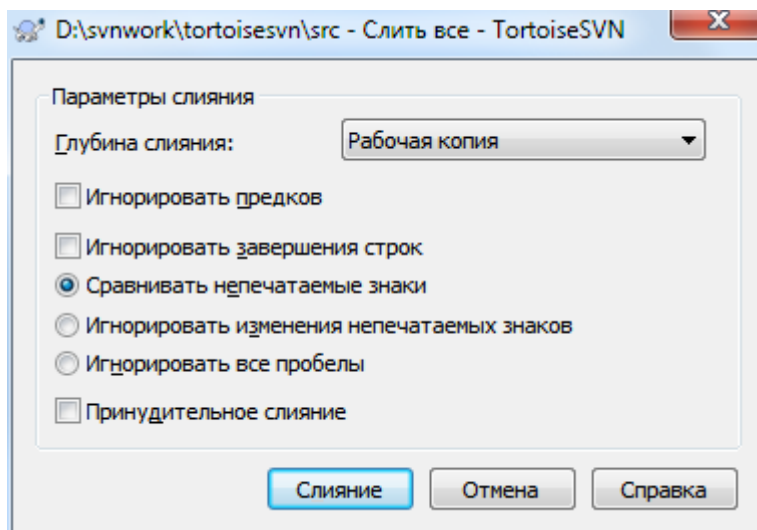 D:\svnwork\tortoisesvn\src - Слить все - TortoiseSVN
Параметры слияния
Глубина слияния: Рабочая копия
Игнорировать предков
Игнорировать завершения строк
Сравнивать непечатаемые знаки
Игнорировать изменения непечатаемых знаков
Игнорировать все пробелы
Принудительное слияние
Слияние Отмена Справка